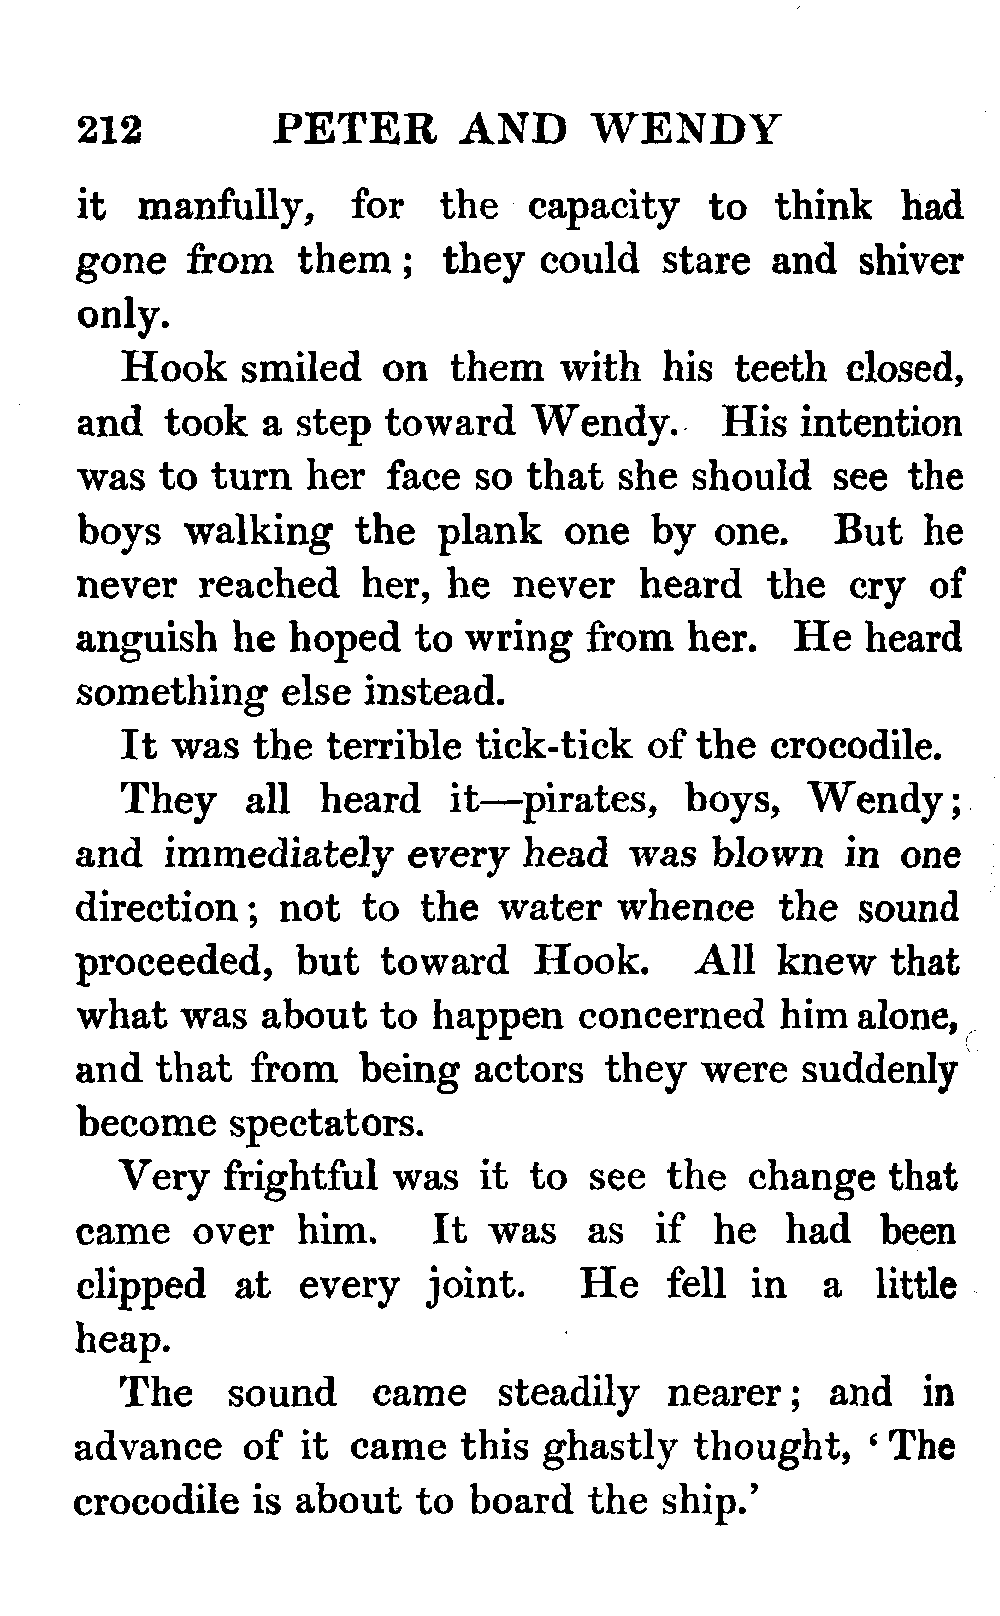 212 PETER AND WENDY
it manfully, for the capacity to think had
gone from them ; they could stare and shiver
only.
Hook smiled on them with his teeth closed,
and took a step toward Wendy. His intention
was to turn her face so that she should see the
boys walking the plank one by one. But he
never reached her, he never heard the cry of
anguish he hoped to wring from her. He heard
something else instead.
It was the terrible tick-tick of the crocodile.
They all heard it—pirates, boys, Wendy ;
and immediately every head was blown in one
direction ; not to the water whence the sound
proceeded, but toward Hook. All knew that
what was about to happen concerned him alone,
and that from being actors they were suddenly
become spectators.
Very frightful was it to see the change that
came over him. It was as if he had been
clipped at every joint. He fell in a little
heap.
The sound came steadily nearer ; and in
advance of it came this ghastly thought, ‘ The
crocodile is about to board the ship.’